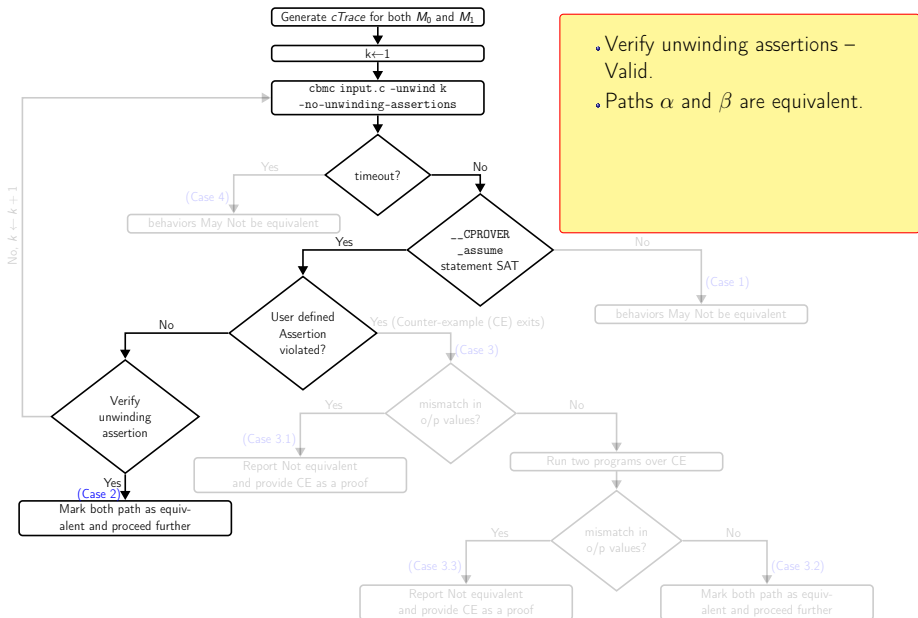 Generate cTrace for both M₀ and M₁
k←1
cbmc input.c -unwind k
-no-unwinding-assertions
Verify unwinding assertions –
Valid.
Paths α and β are equivalent.
timeout?
Yes
No
(Case 4)
behaviors May Not be equivalent
No, k ← k + 1
__CPROVER
_assume
statement SAT
Yes
No
(Case 1)
behaviors May Not be equivalent
User defined
Assertion
violated?
No
Yes (Counter-example (CE) exits)
(Case 3)
Verify
unwinding
assertion
mismatch in
o/p values?
Yes
No
(Case 3.1)
Report Not equivalent
and provide CE as a proof
Run two programs over CE
Yes
(Case 2)
Mark both path as equiv-
alent and proceed further
mismatch in
o/p values?
Yes
No
(Case 3.3)
(Case 3.2)
Report Not equivalent
and provide CE as a proof
Mark both path as equiv-
alent and proceed further